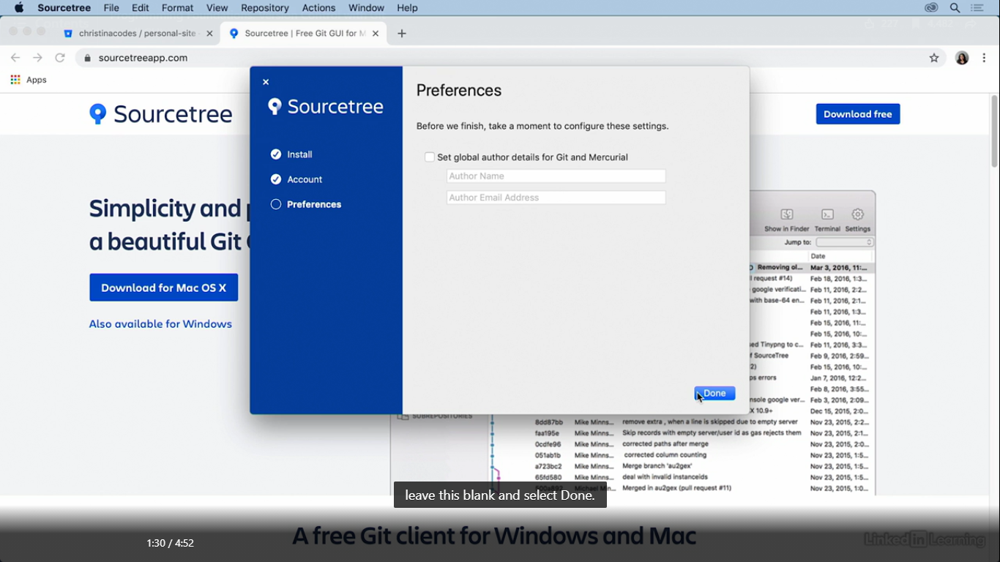 Sourcetree File Edit Format View Repository Actions Window Help
christinacodes / personal-site
Sourcetree | Free Git GUI for M
sourcetreeapp.com
Apps
Sourcetree
Download free
Simplicity and
a beautiful Git
Download for Mac OS X
Also available for Windows
Sourcetree
Install
Account
Preferences
Preferences
Before we finish, take a moment to configure these settings.
Set global author details for Git and Mercurial
Author Name
Author Email Address
Done
Show in Finder Terminal Settings
Jump to:
Date
Removing ol... Mar 3, 2016, 11:...
request #14) Feb 18, 2016, 1:3...
google verificati... Feb 11, 2016, 2:2...
with base-64 en... Feb 11, 2016, 2:1...
Feb 11, 2016, 1:3...
Feb 15, 2016, 11:...
Feb 15, 2016, 10:...
sed Tinypng to c... Feb 11, 2016, 3:3...
SourceTree Feb 9, 2016, 2:59...
2) Feb 15, 2016, 10:...
ps errors Jan 7, 2016, 12:2...
Feb 8, 2016, 3:55...
nsole google ver... Feb 3, 2016, 2:09...
X 10.9+ Dec 15, 2015, 2:0...
SUBREPOSITORIES
8dd87bb Mike Minns... remove extra , when a line is skipped due to empty server Nov 23, 2015, 2:2...
faa195e Mike Minns... Skip records with empty server/user id as gas rejects them Nov 23, 2015, 2:1...
0cdfe96 Mike Minns... corrected paths after merge Nov 23, 2015, 2:0...
051ab1b Mike Minns... corrected column counting Nov 23, 2015, 1:5...
a723bc2 Mike Minns... Merge branch 'au2gex' Nov 23, 2015, 1:5...
65fd580 Mike Minns... deal with invalid instanceids Nov 23, 2015, 1:5...
Merged in au2gex (pull request #11) Nov 23, 2015, 1:0...
leave this blank and select Done.
A free Git client for Windows and Mac
1:30 / 4:52
Linked in Learning